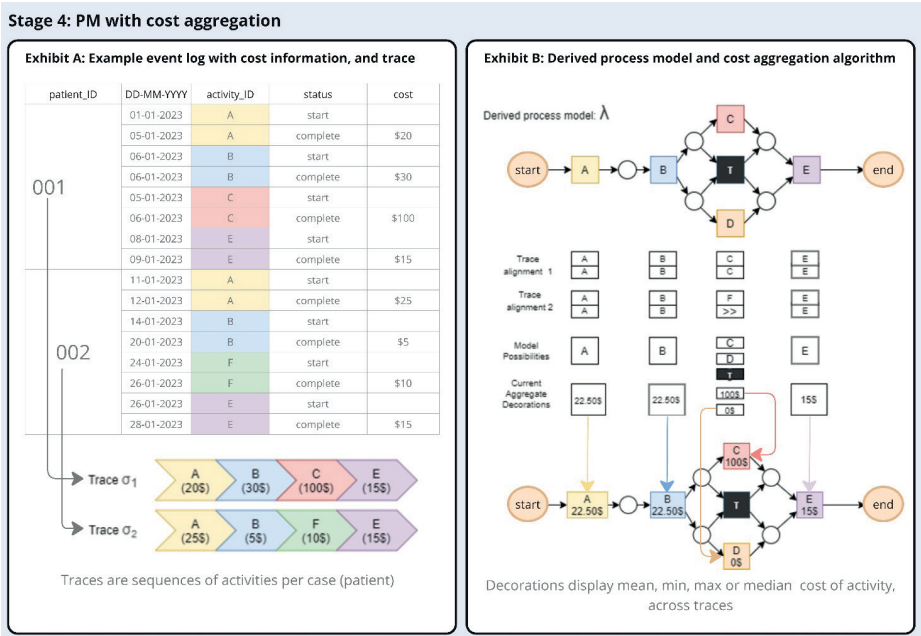 Stage 4: PM with cost aggregation
Exhibit A: Example event log with cost information, and trace
patient_ID DD-MM-YYYY activity_ID status cost
001
01-01-2023 A start
05-01-2023 A complete $20
06-01-2023 B start
06-01-2023 B complete $30
05-01-2023 C start
06-01-2023 C complete $100
08-01-2023 E start
09-01-2023 E complete $15
002
11-01-2023 A start
12-01-2023 A complete $25
14-01-2023 B start
20-01-2023 B complete $5
24-01-2023 F start
26-01-2023 F complete $10
26-01-2023 E start
28-01-2023 E complete $15
Trace σ1
A
(20$)
B
(30$)
C
(100$)
E
(15$)
Trace σ2
A
(25$)
B
(5$)
F
(10$)
E
(15$)
Traces are sequences of activities per case (patient)
Exhibit B: Derived process model and cost aggregation algorithm
Derived process model: λ
C
start A B T E end
D
Trace
alignment 1
A B C E
A B C E
Trace
alignment 2
A B F E
A B >> E
Model
Possibilities
A B C E
D
T
Current
Aggregate
Decorations
22.50$ 22.50$ 100$ 15$
0$
C
100$
start
A
22.50$
B
22.50$
T
E
15$
end
D
0$
Decorations display mean, min, max or median cost of activity,
across traces